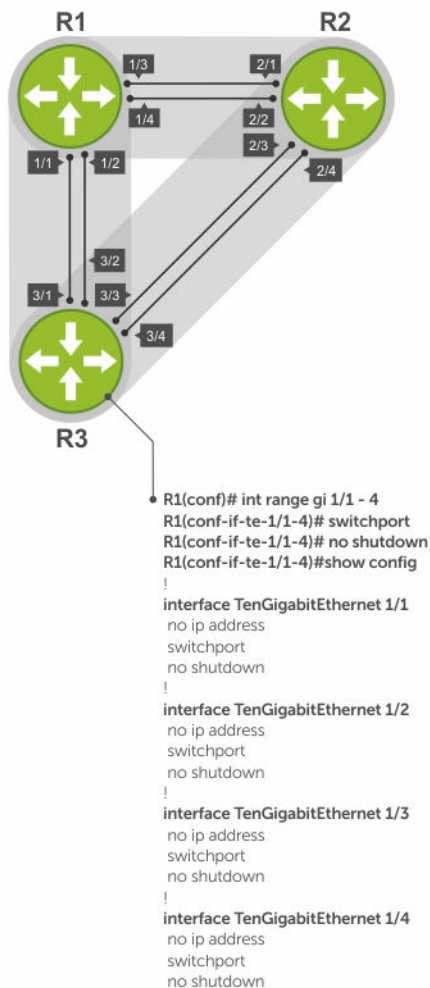 R1
R2
1/3
2/1
1/4
2/2
1/1
1/2
2/3
2/4
3/2
3/1
3/3
3/4
R3
R1(conf)# int range gi 1/1 - 4
R1(conf-if-te-1/1-4)# switchport
R1(conf-if-te-1/1-4)# no shutdown
R1(conf-if-te-1/1-4)#show config
!
interface TenGigabitEthernet 1/1
no ip address
switchport
no shutdown
!
interface TenGigabitEthernet 1/2
no ip address
switchport
no shutdown
!
interface TenGigabitEthernet 1/3
no ip address
switchport
no shutdown
!
interface TenGigabitEthernet 1/4
no ip address
switchport
no shutdown